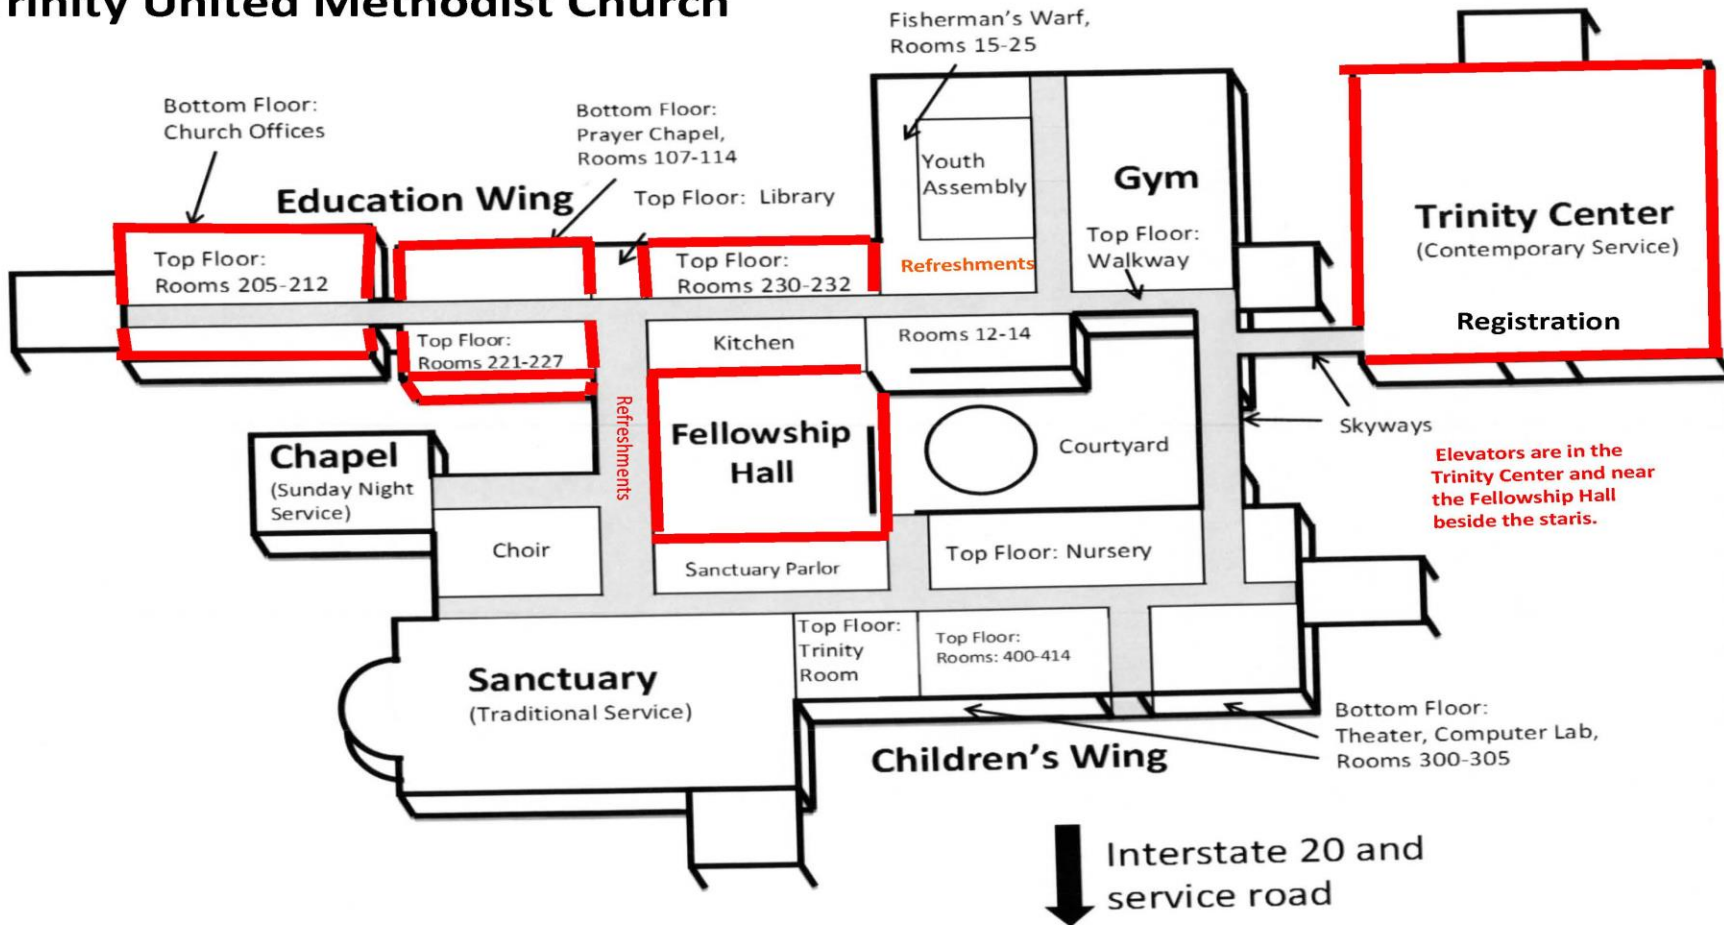 rinity United Methodist Church
Fisherman's Warf,
Rooms 15-25
Bottom Floor:
Church Offices
Bottom Floor:
Prayer Chapel,
Rooms 107-114
Education Wing
Top Floor: Library
Youth
Assembly
Gym
Top Floor:
Walkway
Trinity Center
(Contemporary Service)
Registration
Top Floor:
Rooms 205-212
Top Floor:
Rooms 230-232
Refreshments
Top Floor:
Rooms 221-227
Kitchen
Rooms 12-14
Refreshments
Fellowship
Hall
Courtyard
Skyways
Elevators are in the
Trinity Center and near
the Fellowship Hall
beside the staris.
Chapel
(Sunday Night
Service)
Choir
Sanctuary Parlor
Top Floor: Nursery
Sanctuary
(Traditional Service)
Top Floor:
Trinity
Room
Top Floor:
Rooms: 400-414
Children's Wing
Bottom Floor:
Theater, Computer Lab,
Rooms 300-305
Interstate 20 and
service road